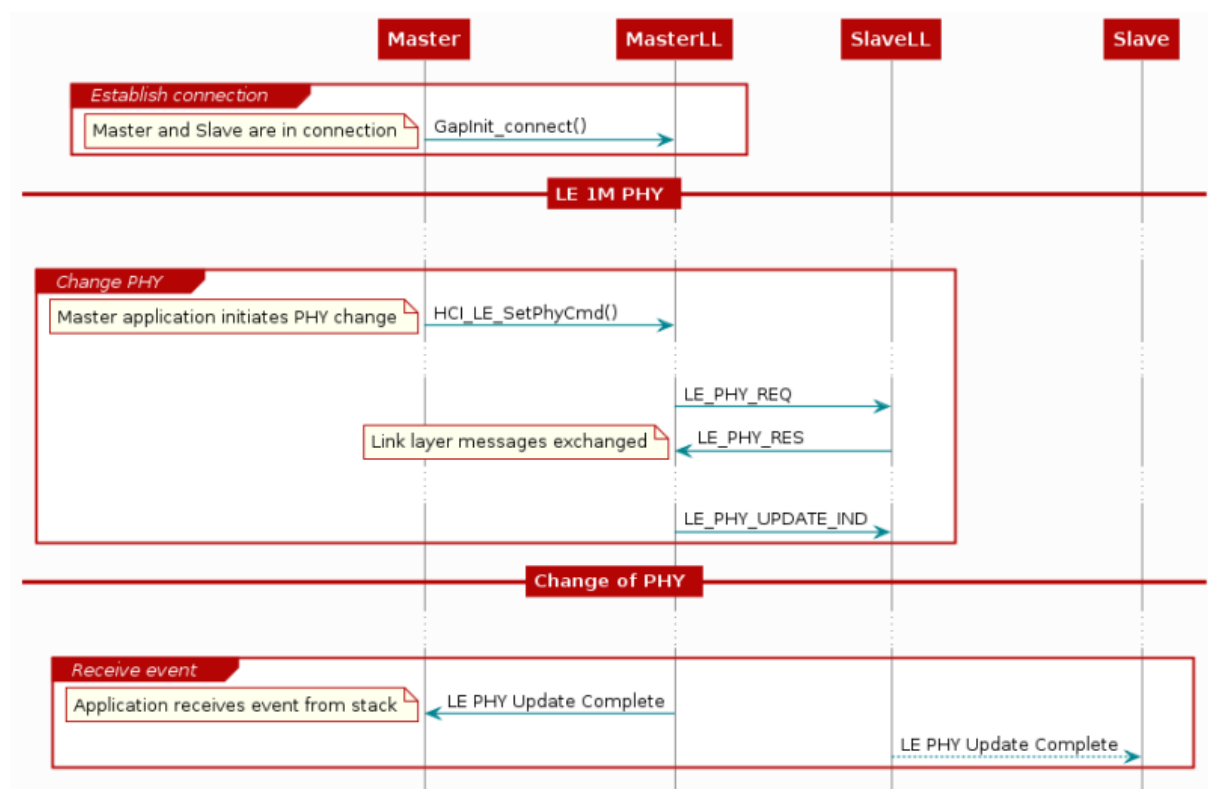 Master
MasterLL
SlaveLL
Slave
Establish connection
Master and Slave are in connection
GapInit_connect()
LE 1M PHY
Change PHY
Master application initiates PHY change
HCI_LE_SetPhyCmd()
LE_PHY_REQ
Link layer messages exchanged
LE_PHY_RES
LE_PHY_UPDATE_IND
Change of PHY
Receive event
Application receives event from stack
LE PHY Update Complete
LE PHY Update Complete